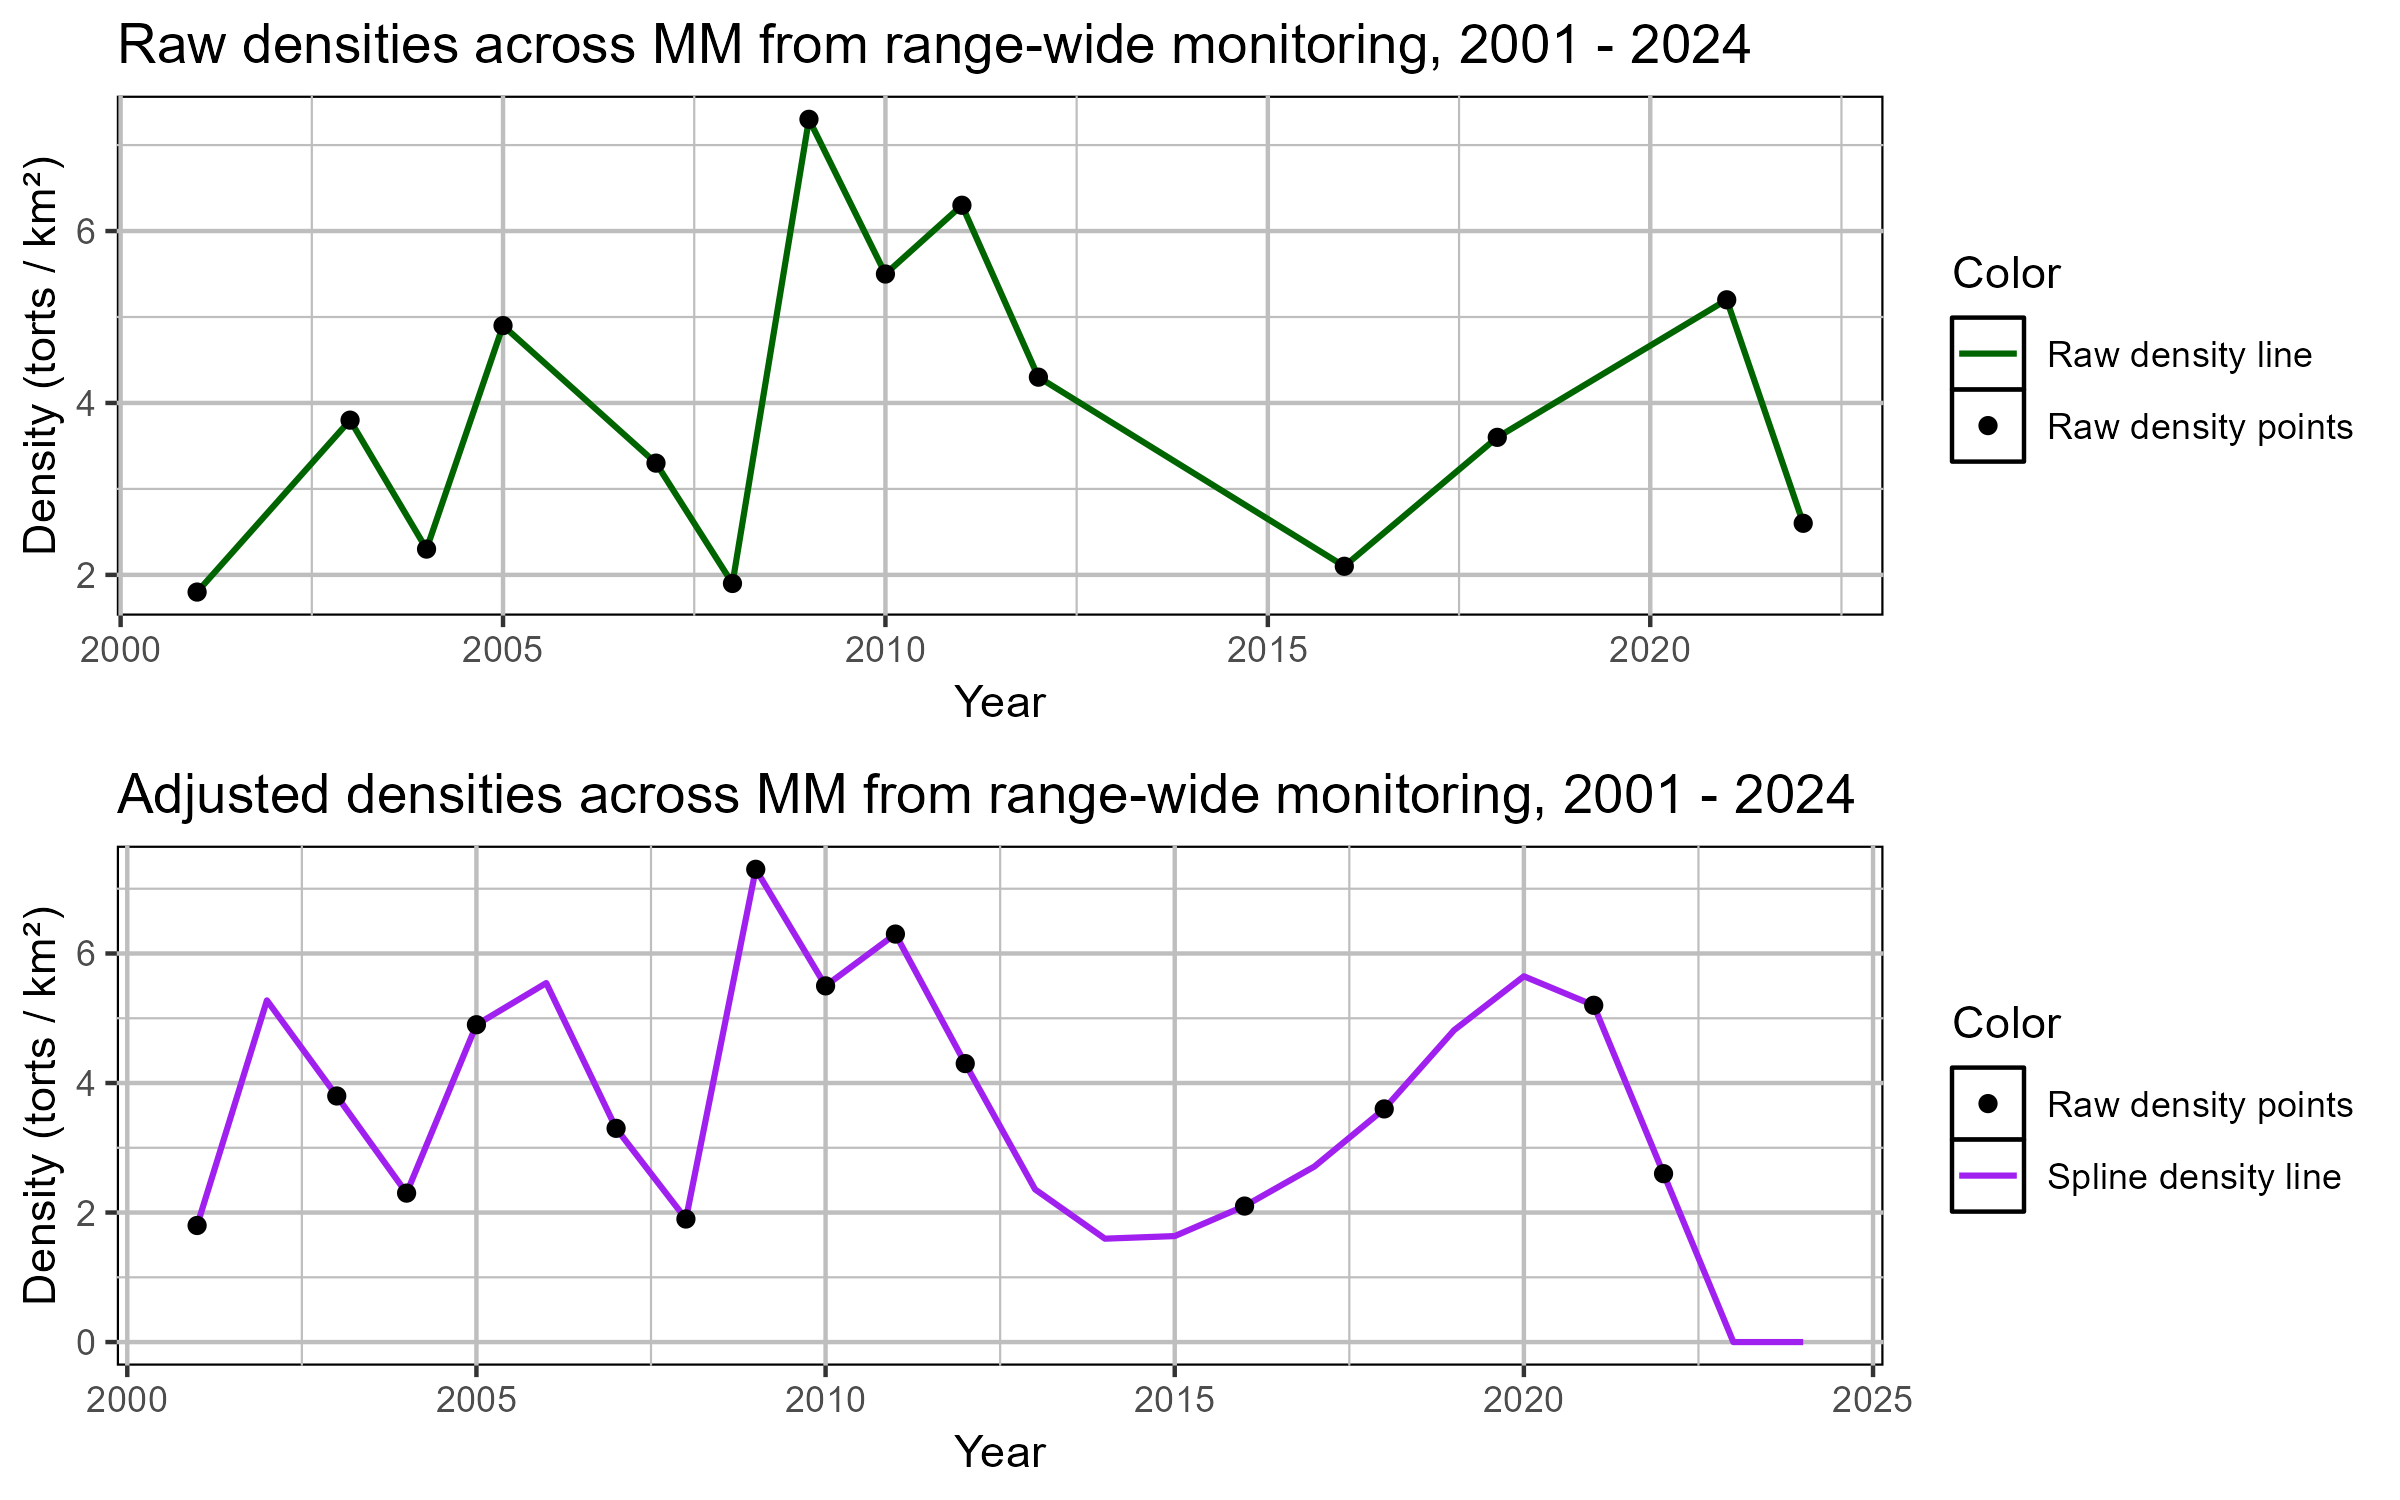 Raw densities across MM from range-wide monitoring, 2001 - 2024
Density (torts / km²)
6
4
2
2000 2005 2010 2015 2020
Year
Color
Raw density line
Raw density points
Adjusted densities across MM from range-wide monitoring, 2001 - 2024
Density (torts / km²)
6
4
2
0
2000 2005 2010 2015 2020 2025
Year
Color
Raw density points
Spline density line